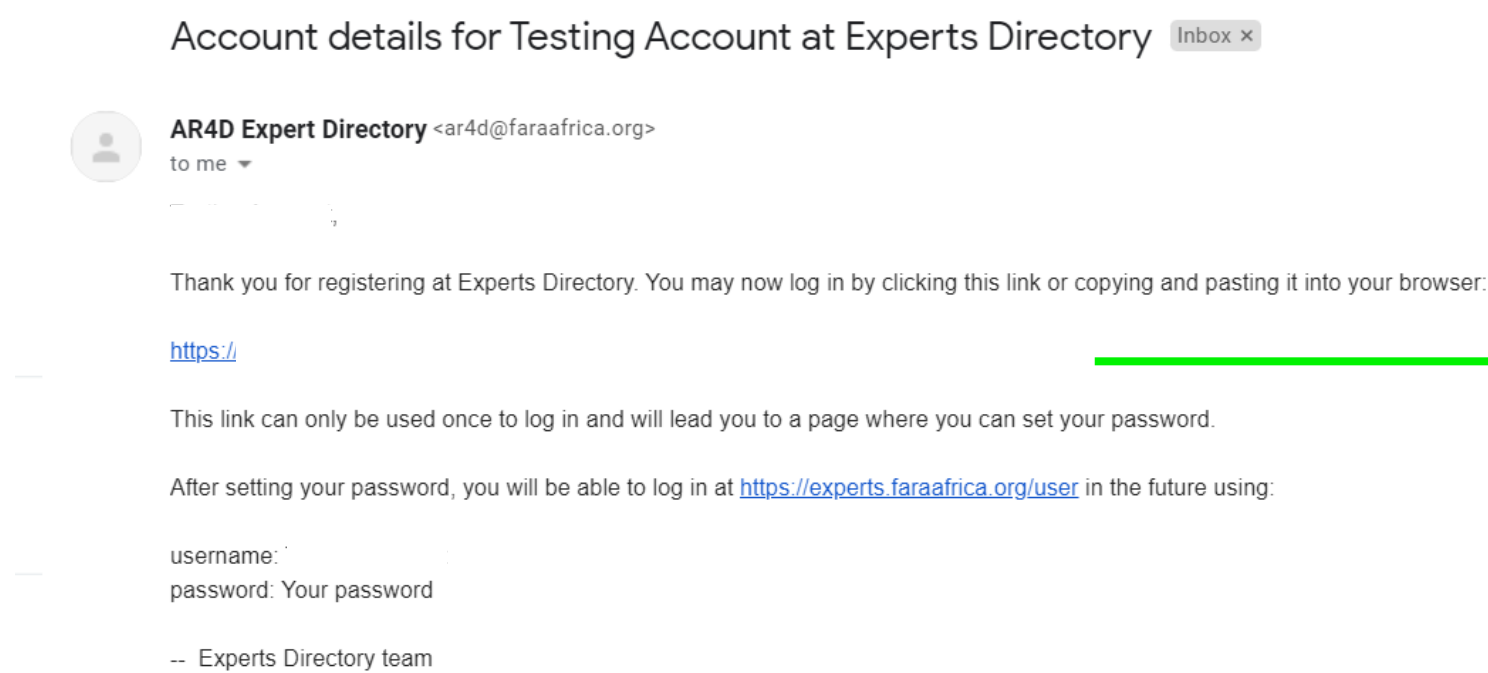 Account details for Testing Account at Experts Directory Inbox ×
AR4D Expert Directory <ar4d@faraafrica.org>
to me
,
Thank you for registering at Experts Directory. You may now log in by clicking this link or copying and pasting it into your browser:
https://
This link can only be used once to log in and will lead you to a page where you can set your password.
After setting your password, you will be able to log in at https://experts.faraafrica.org/user in the future using:
username:
password: Your password
-- Experts Directory team